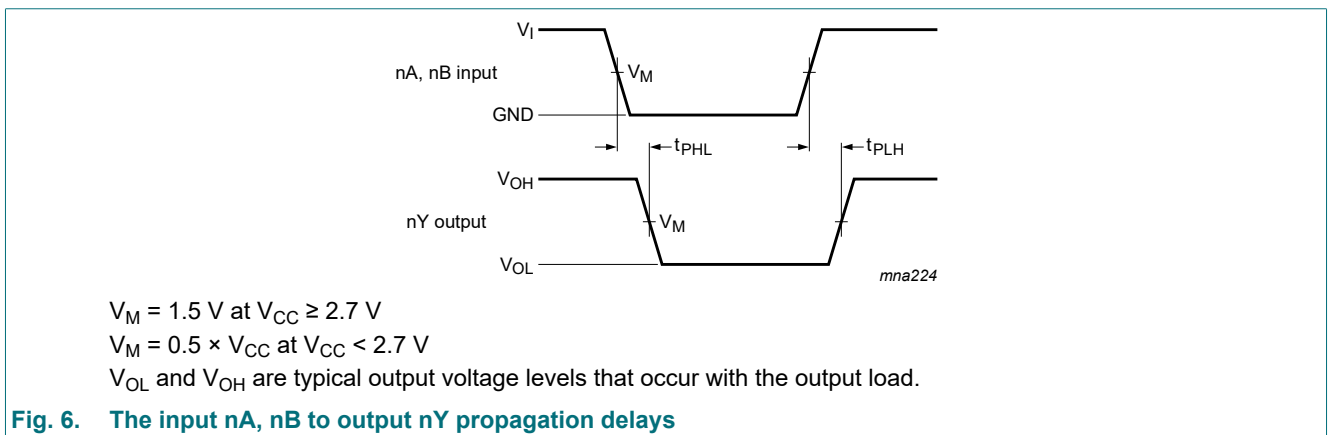 VI
nA, nB input
VM
GND
tPHL
tPLH
VOH
nY output
VM
VOL
mna224
VM = 1.5 V at VCC ≥ 2.7 V
VM = 0.5 × VCC at VCC < 2.7 V
VOL and VOH are typical output voltage levels that occur with the output load.
Fig. 6. The input nA, nB to output nY propagation delays